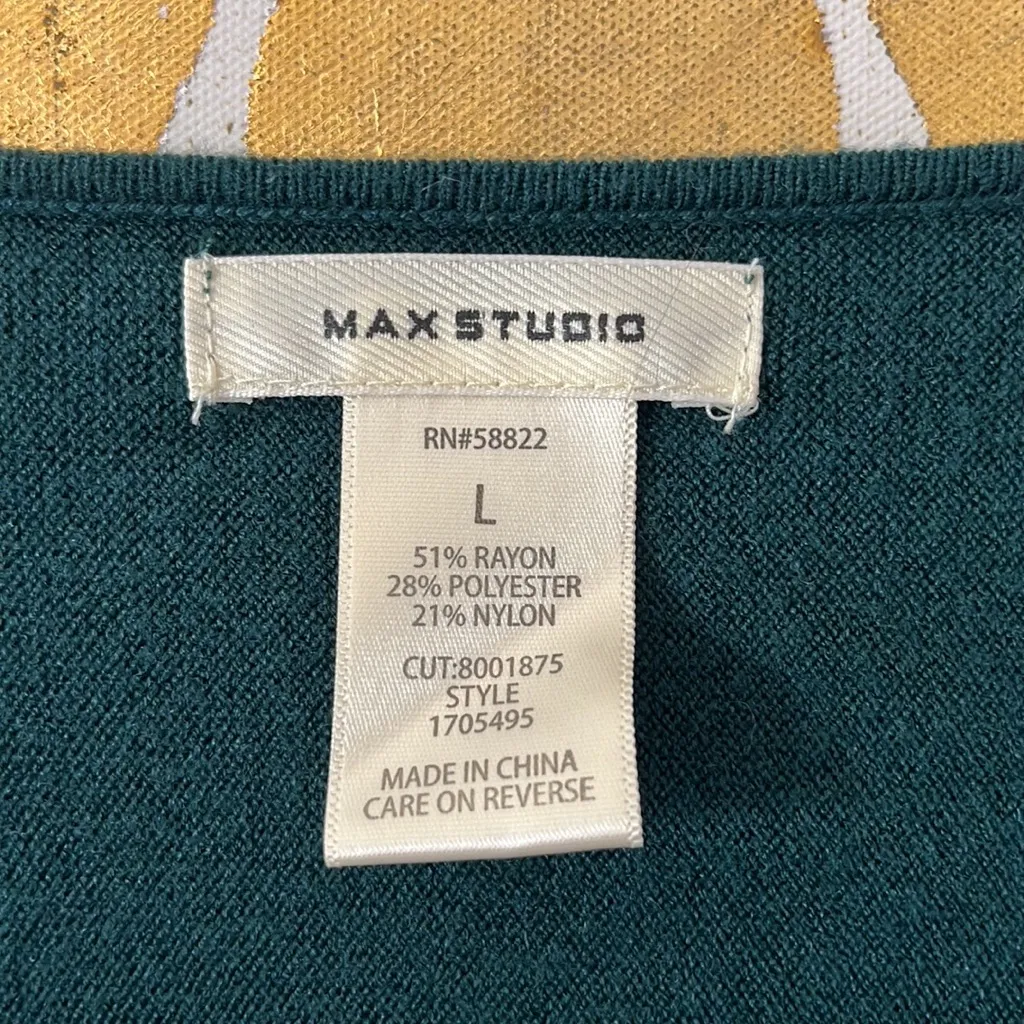 MAX STUDIO
RN#58822
L
51% RAYON
28% POLYESTER
21% NYLON
CUT:8001875
STYLE
1705495
MADE IN CHINA
CARE ON REVERSE